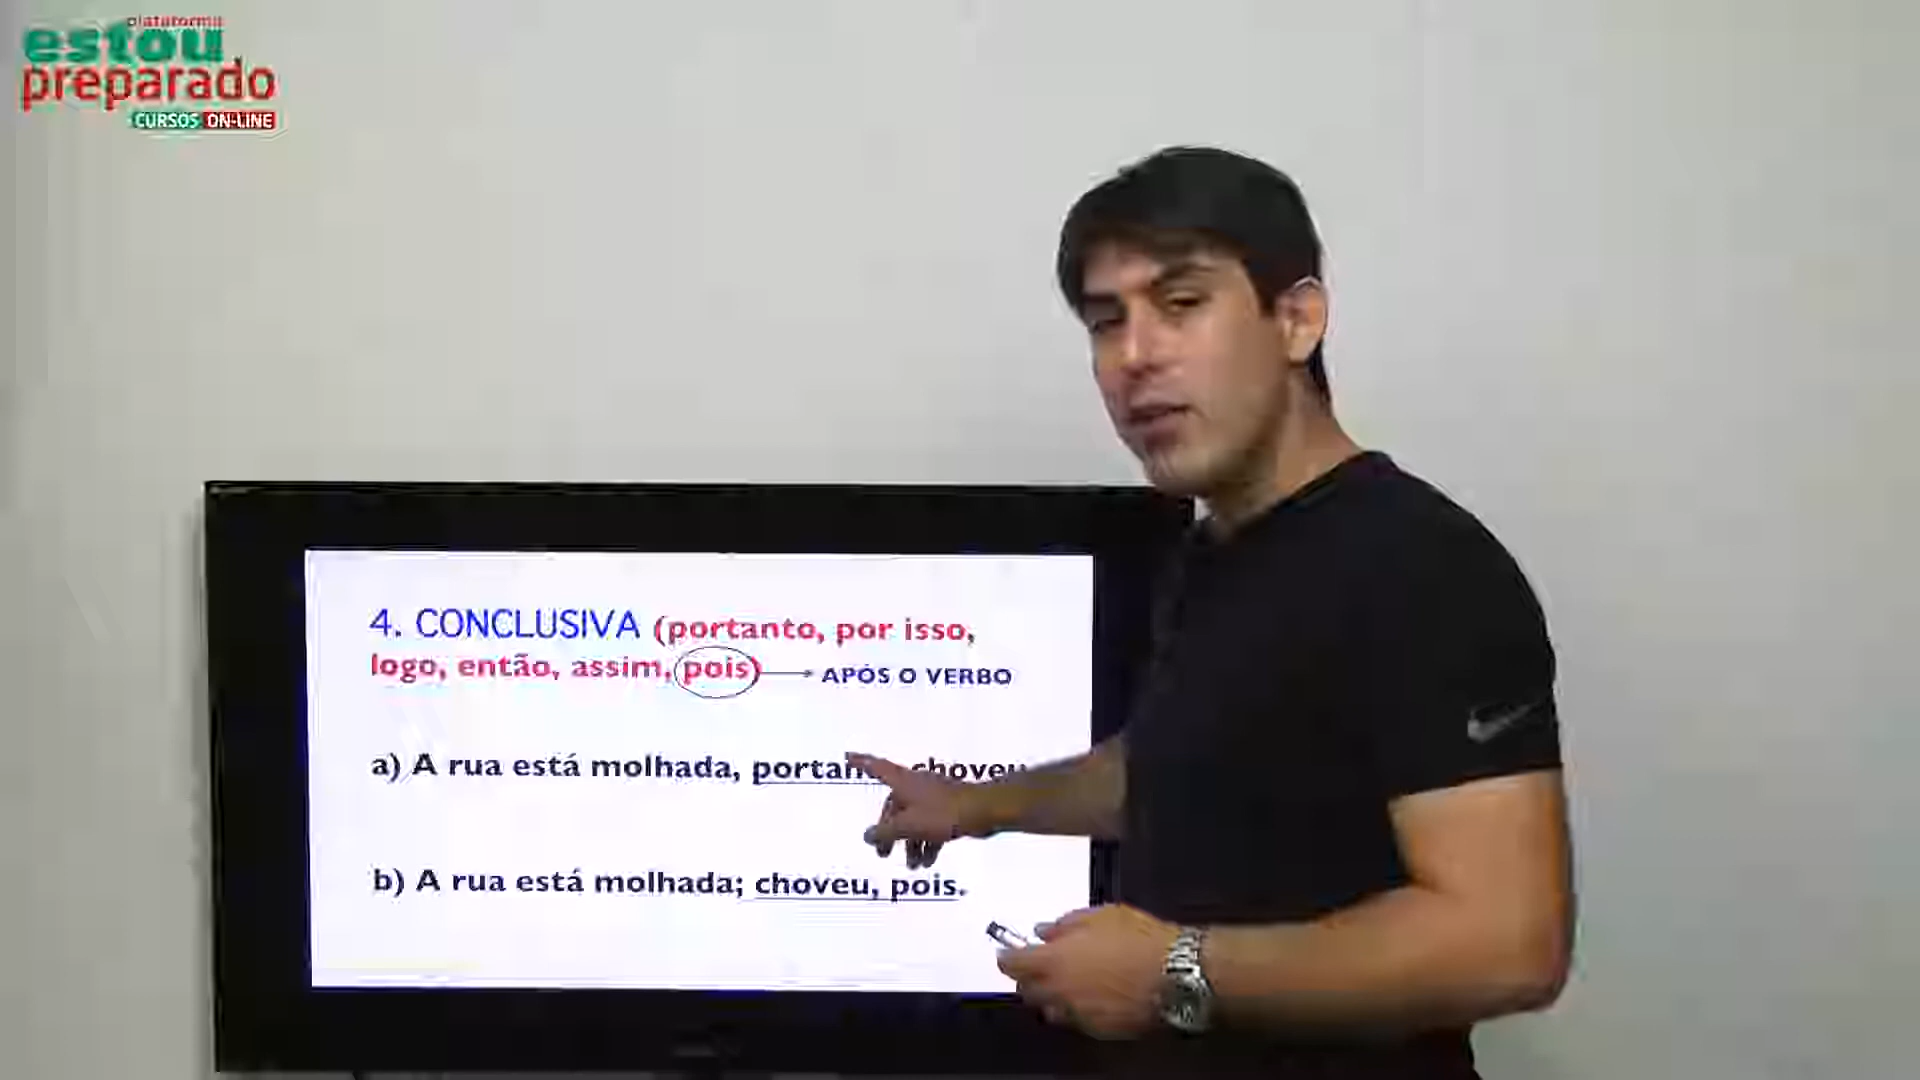 plataforma
estou
preparado
CURSOS ON-LINE
4. CONCLUSIVA (portanto, por isso,
logo, então, assim, pois) APÓS O VERBO
a) A rua está molhada, choveu
b) A rua está molhada; choveu, pois.